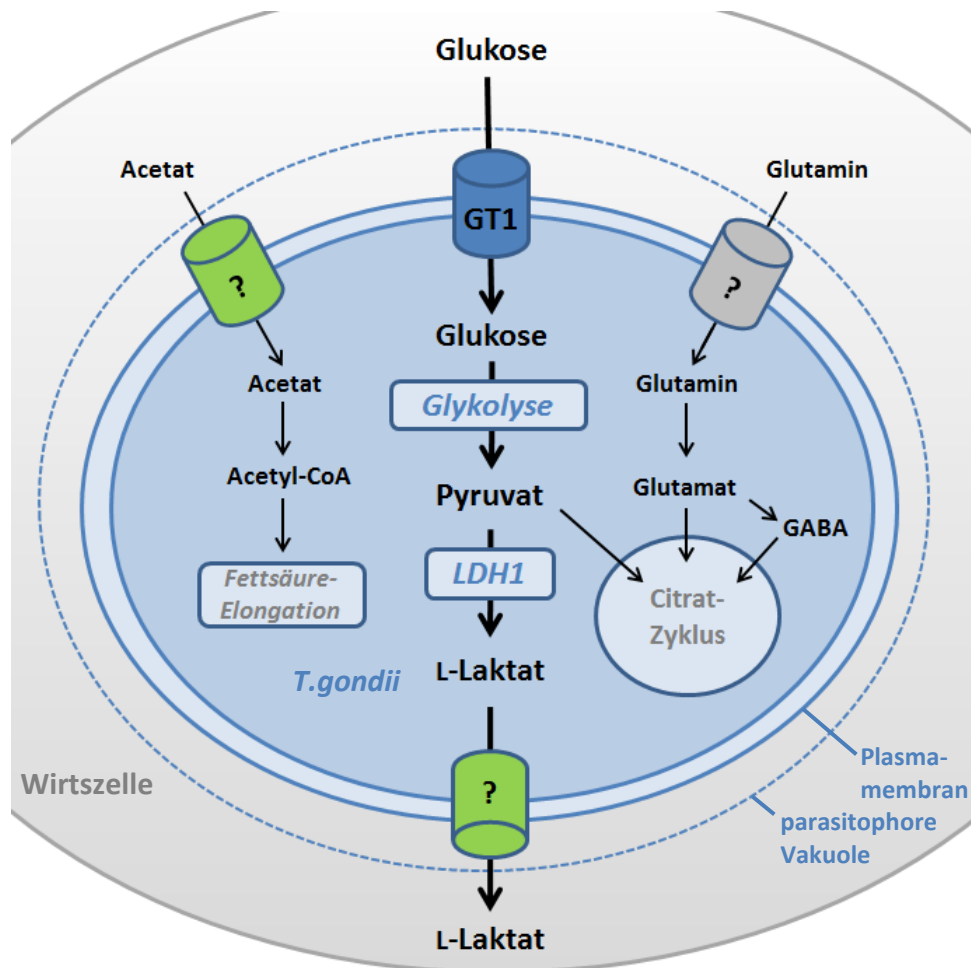 Glukose
Acetat
Glutamin
GT1
?
?
Glukose
Acetat
Glutamin
Glykolyse
Acetyl-CoA
Pyruvat
Glutamat
GABA
Fettsäure-
Elongation
LDH1
Citrat-
Zyklus
T.gondii
L-Laktat
Wirtszelle
?
Plasma-
membran
parasitophore
Vakuole
L-Laktat